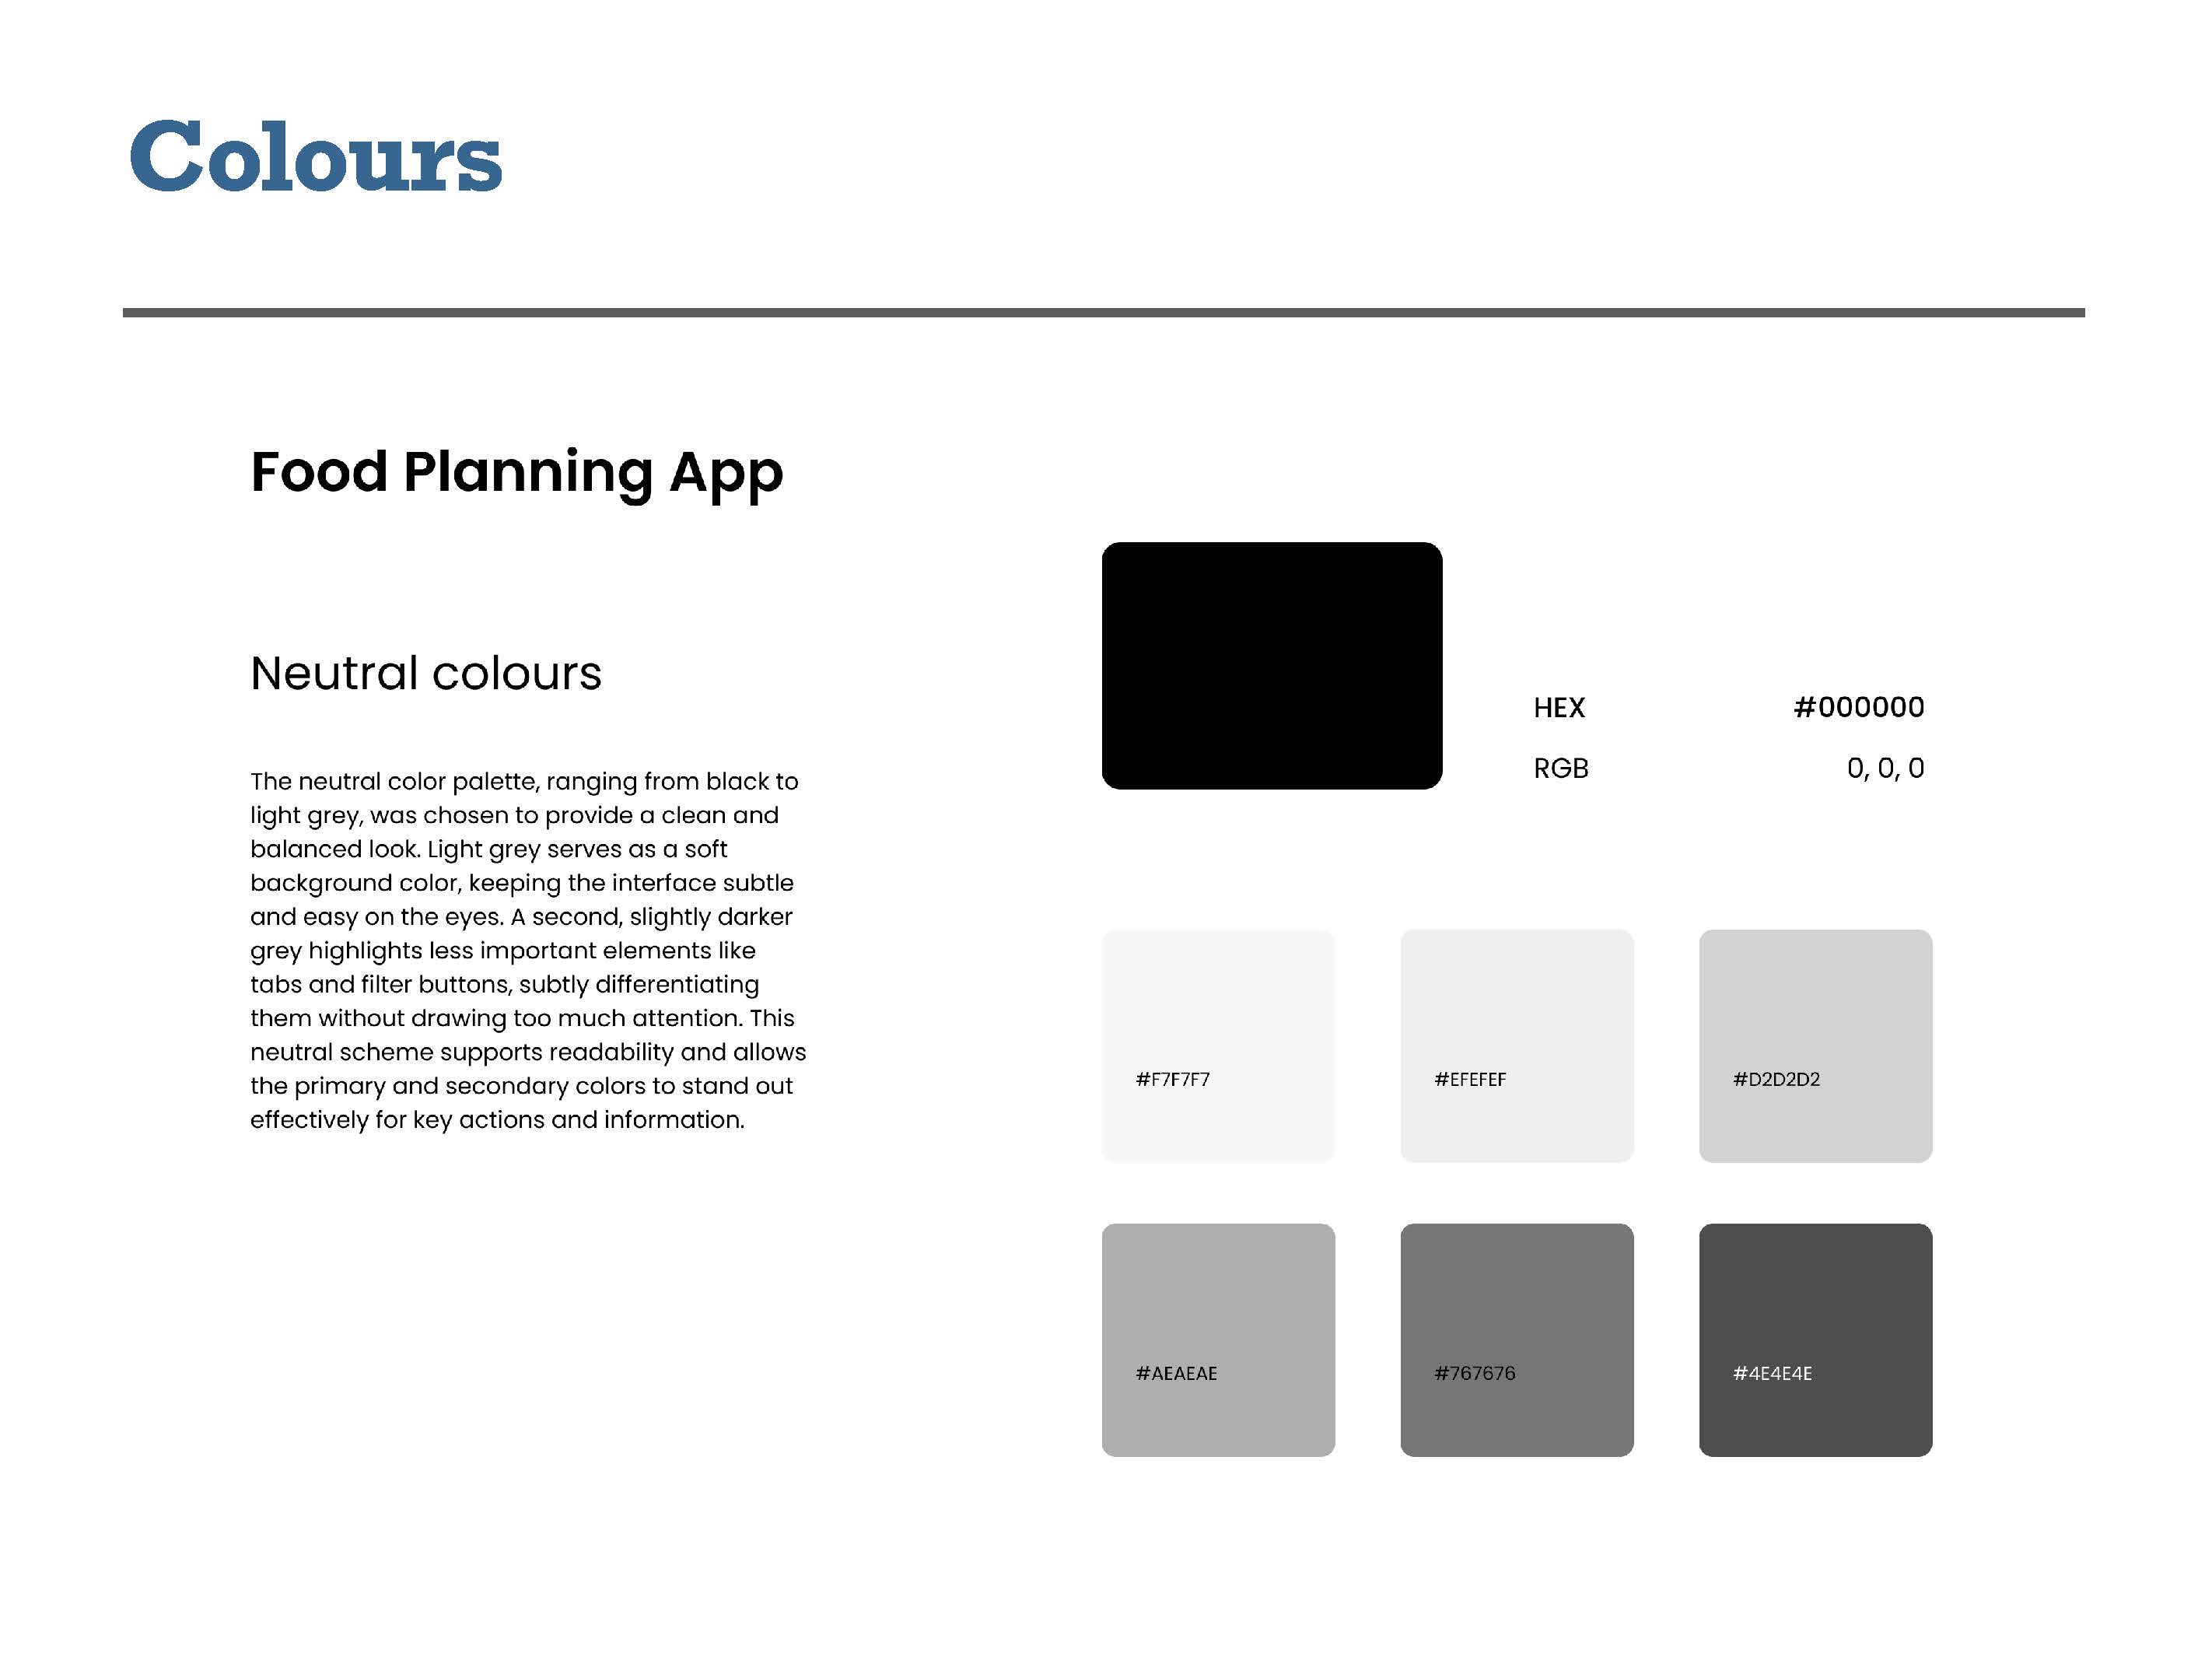 Colours
Food Planning App
Neutral colours
The neutral color palette, ranging from black to
light grey, was chosen to provide a clean and
balanced look. Light grey serves as a soft
background color, keeping the interface subtle
and easy on the eyes. A second, slightly darker
grey highlights less important elements like
tabs and filter buttons, subtly differentiating
them without drawing too much attention. This
neutral scheme supports readability and allows
the primary and secondary colors to stand out
effectively for key actions and information.
HEX #000000
RGB 0, 0, 0
#F7F7F7 #EFEFEF #D2D2D2
#AEAEAE #767676 #4E4E4E